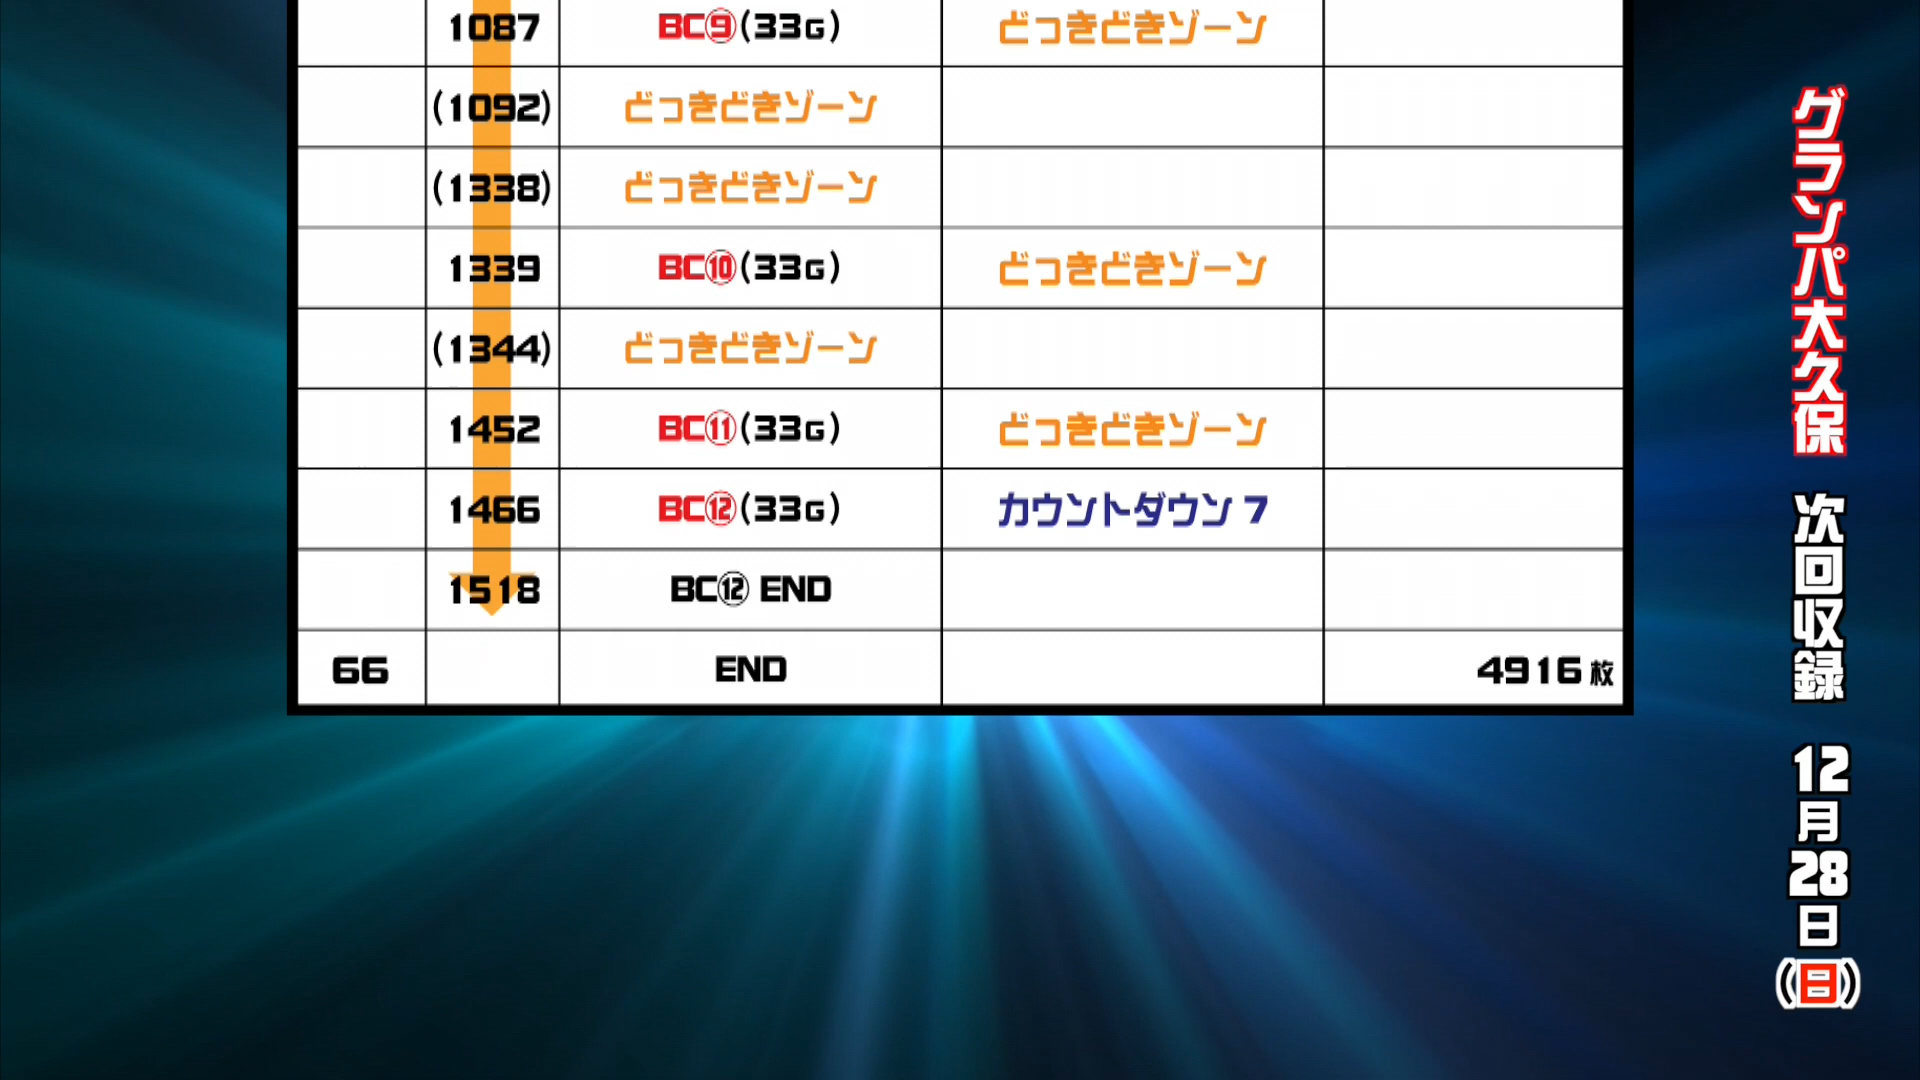 1087 BC⑨(33G) どっきどきゾーン
(1092) どっきどきゾーン
(1338) どっきどきゾーン
1339 BC⑩(33G) どっきどきゾーン
(1344) どっきどきゾーン
1452 BC⑪(33G) どっきどきゾーン
1466 BC⑫(33G) カウントダウン 7
1518 BC⑫ END
66 END 4916枚
グランパ大久保 次回収録 12月28日(日)